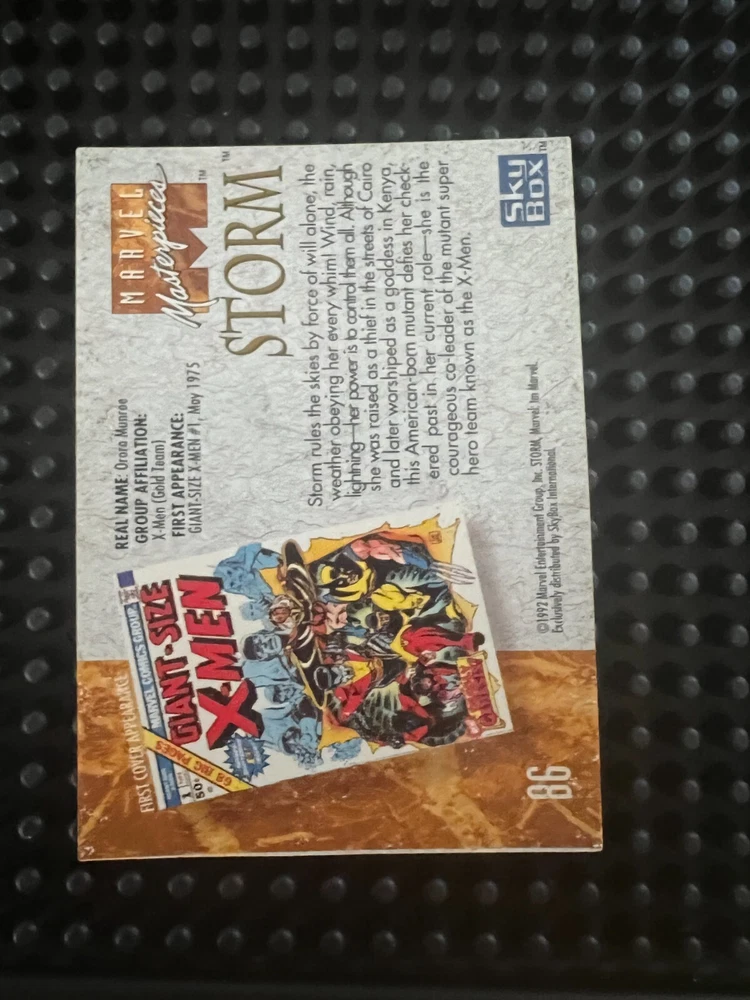 FIRST COVER APPEARANCE
MARVEL COMICS GROUP
GIANT-SIZE
X-MEN
68 BIG PAGES
50¢
1
REAL NAME: Ororo Munroe
GROUP AFFILIATION:
X-Men (Gold Team)
FIRST APPEARANCE:
GIANT-SIZE X-MEN #1, May 1975
MARVEL
Masterpieces™
STORM™
Storm rules the skies by force of will alone, the
weather obeying her every whim! Wind, rain,
lightning—her power is to control them all. Although
she was raised as a thief in the streets of Cairo
and later worshiped as a goddess in Kenya,
this American-born mutant defies her check-
ered past in her current role—she is the
courageous co-leader of the mutant super
hero team known as the X-Men.
©1992 Marvel Entertainment Group, Inc. STORM, Marvel: tm Marvel.
Exclusively distributed by SkyBox International.
86
SkyBox™